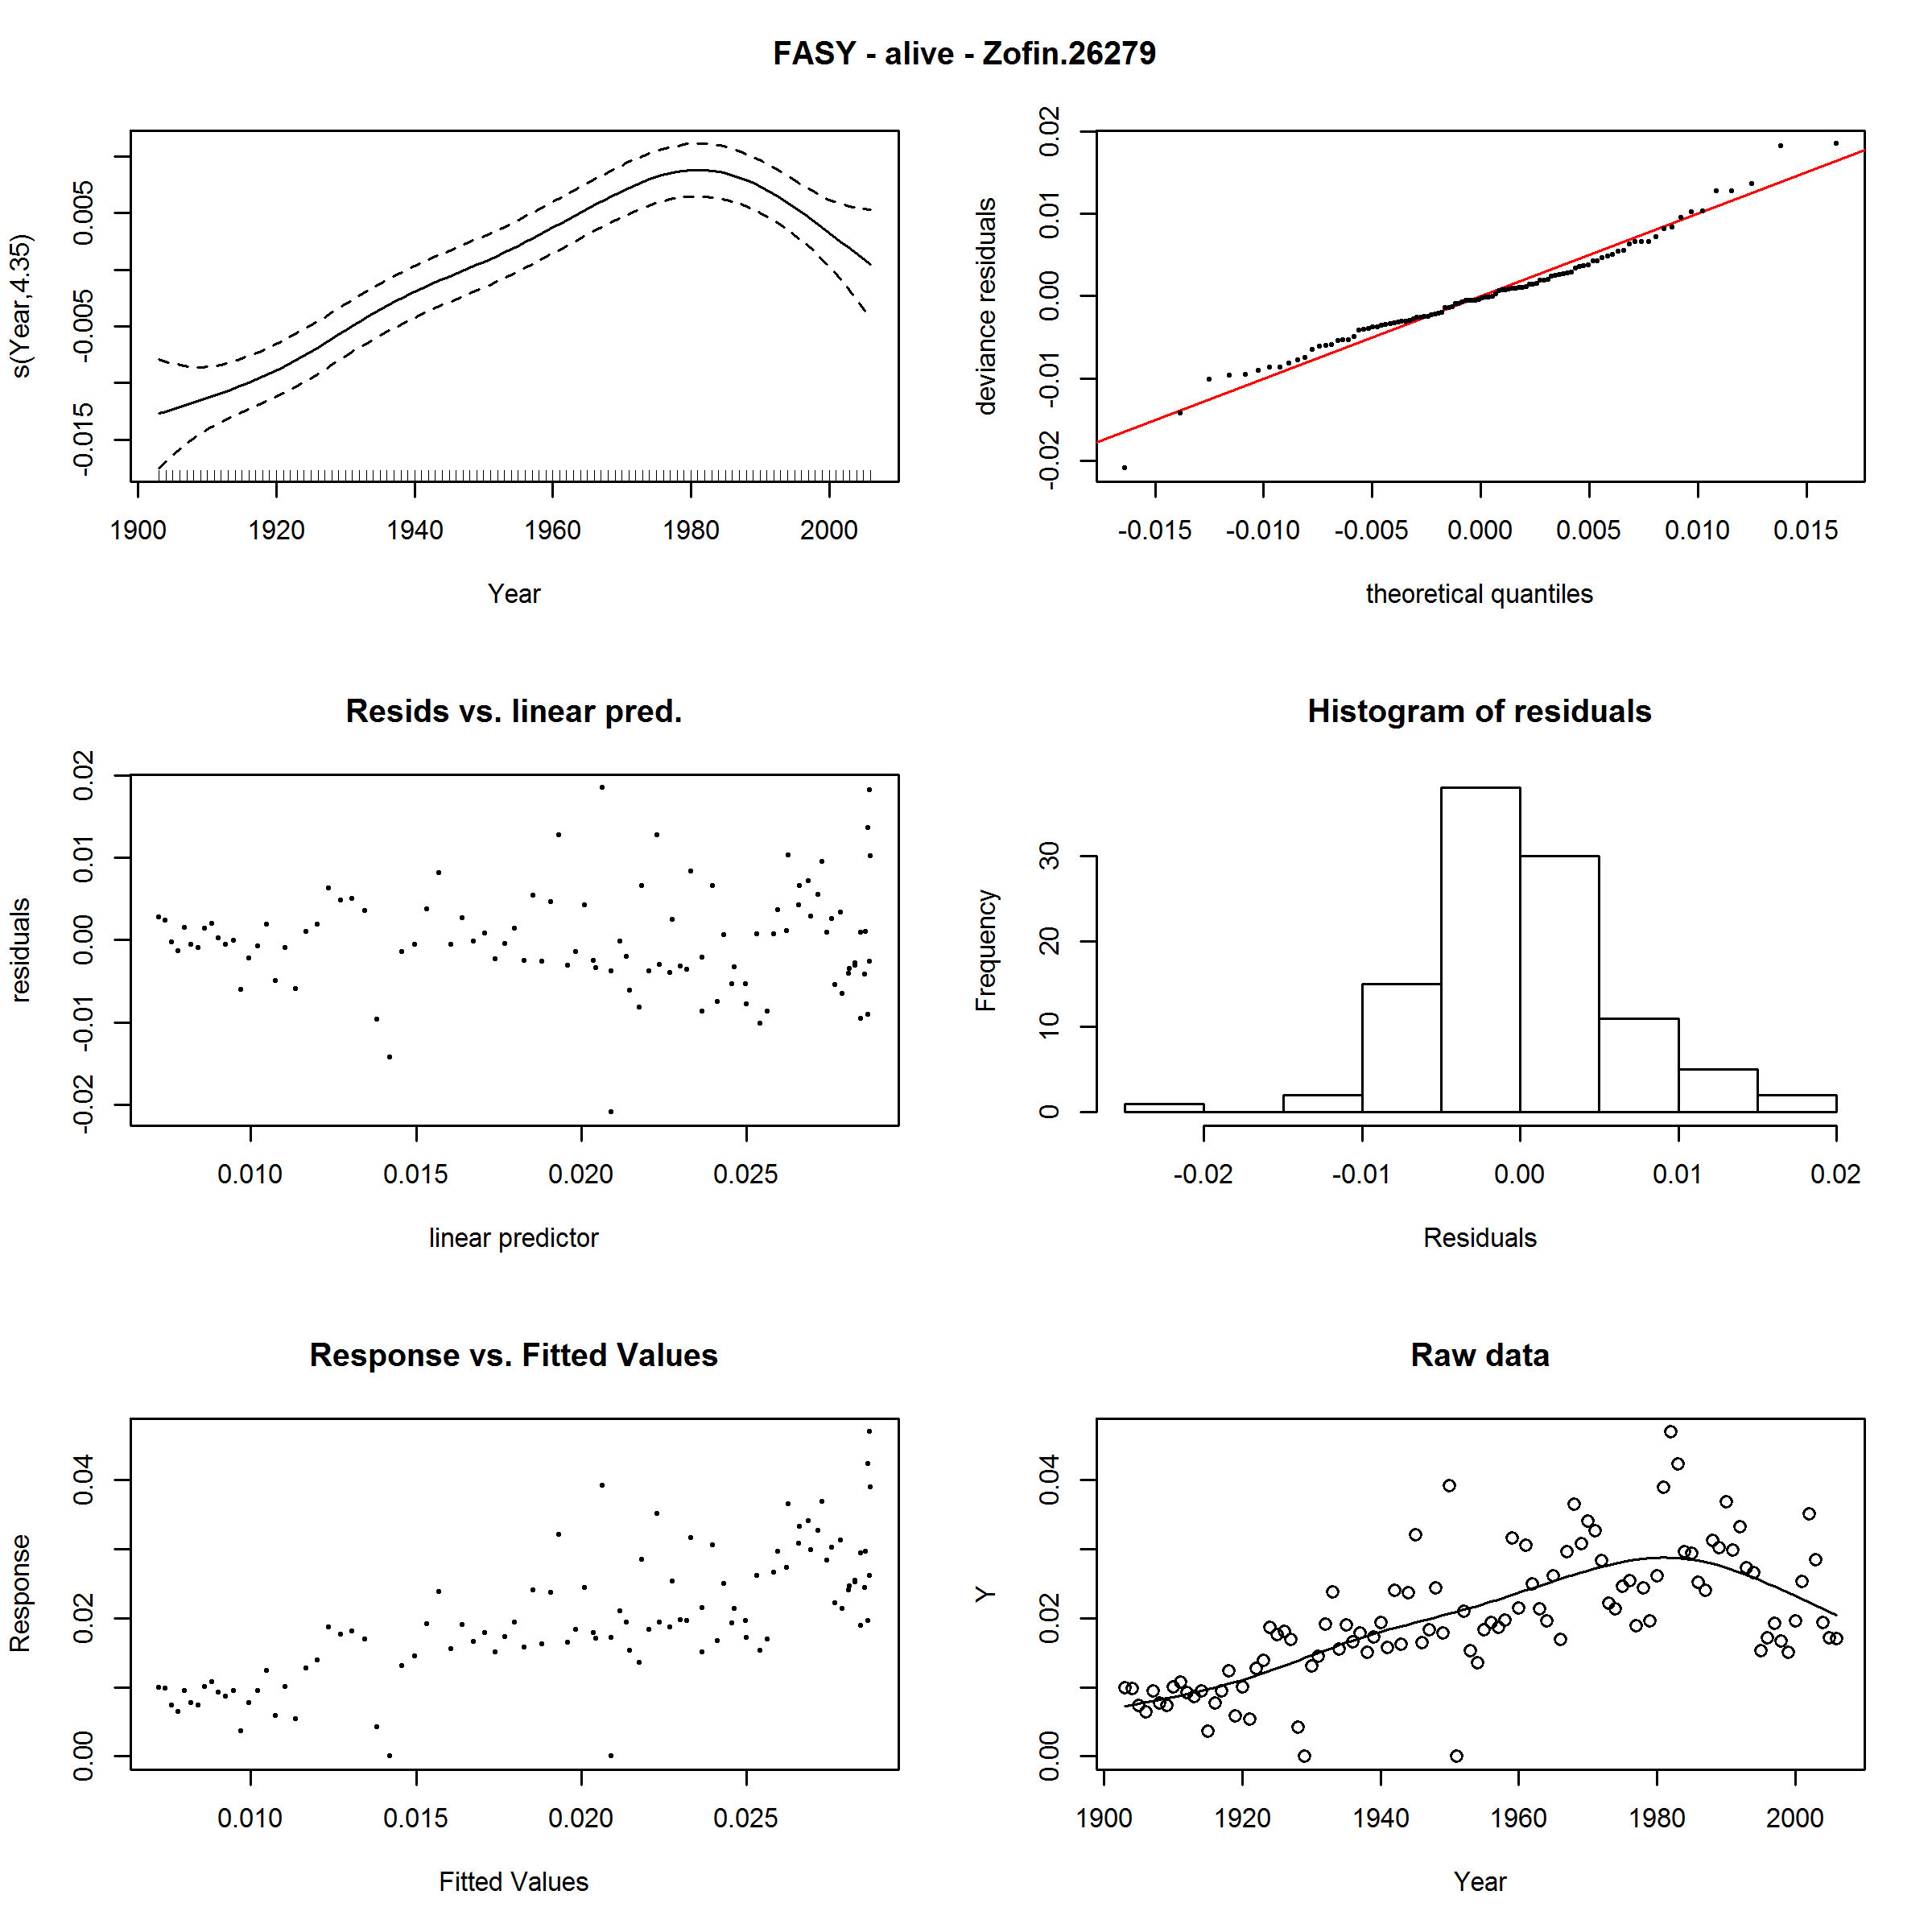 FASY - alive - Zofin.26279
s(Year,4.35)
-0.015 -0.005 0.005
1900 1920 1940 1960 1980 2000
Year
deviance residuals
-0.02 -0.01 0.00 0.01 0.02
-0.015 -0.010 -0.005 0.000 0.005 0.010 0.015
theoretical quantiles
Resids vs. linear pred.
residuals
-0.02 -0.01 0.00 0.01 0.02
0.010 0.015 0.020 0.025
linear predictor
Histogram of residuals
Frequency
0 10 20 30
-0.02 -0.01 0.00 0.01 0.02
Residuals
Response vs. Fitted Values
Response
0.00 0.02 0.04
0.010 0.015 0.020 0.025
Fitted Values
Raw data
Y
0.00 0.02 0.04
1900 1920 1940 1960 1980 2000
Year